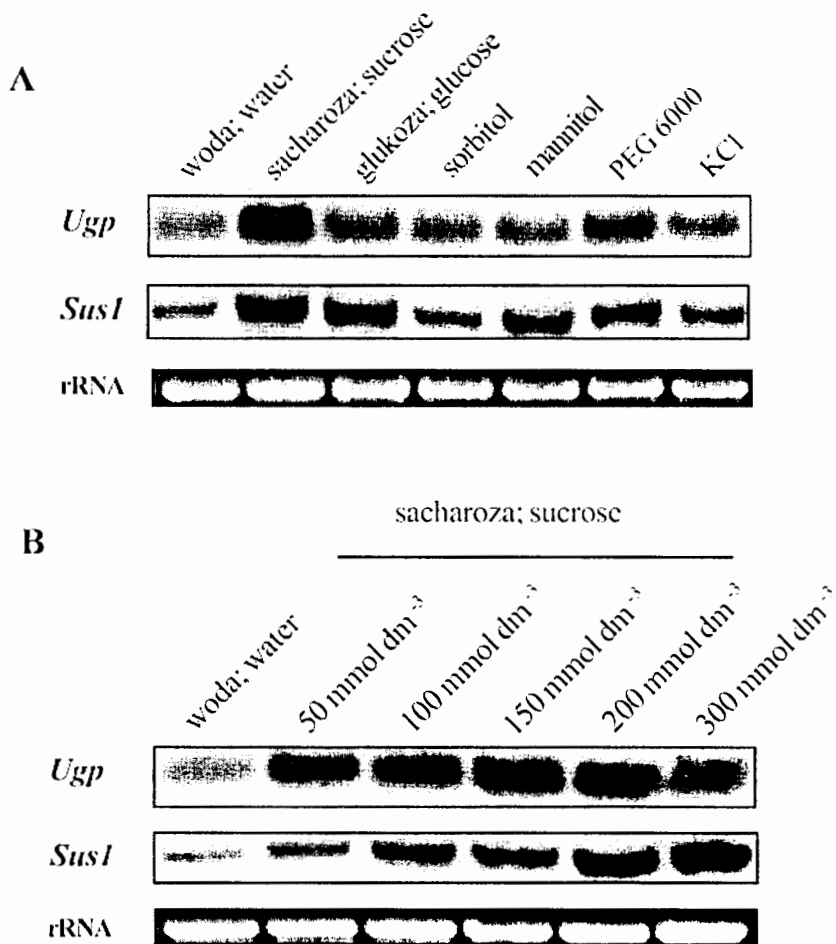 A
woda; water
sacharoza; sucrose
glukoza; glucose
sorbitol
mannitol
PEG 6000
KCl
Ugp
Sus1
rRNA
sacharoza; sucrose
B
woda; water
50 mmol dm⁻³
100 mmol dm⁻³
150 mmol dm⁻³
200 mmol dm⁻³
300 mmol dm⁻³
Ugp
Sus1
rRNA